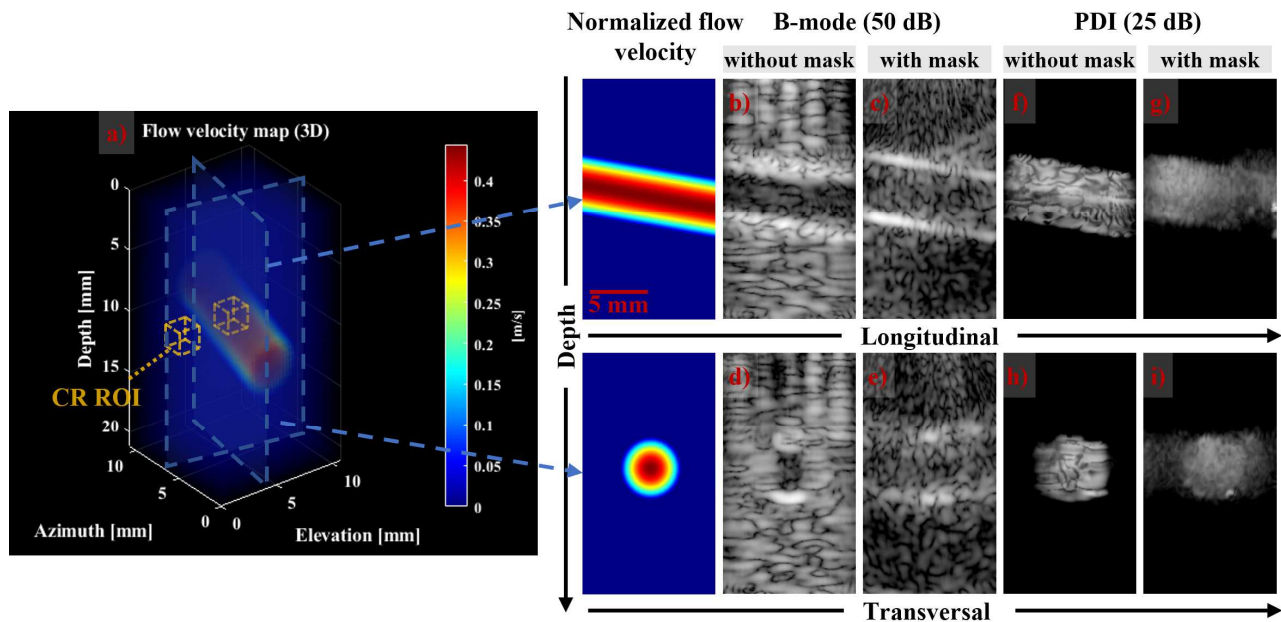 Normalized flow
velocity
B-mode (50 dB)
PDI (25 dB)
without mask
with mask
without mask
with mask
a)
Flow velocity map (3D)
0
5
10
15
20
Depth [mm]
CR ROI
10
5
0
Azimuth [mm]
0
5
10
Elevation [mm]
0.4
0.35
0.3
0.25
0.2
0.15
0.1
0.05
0
[m/s]
5 mm
b)
c)
f)
g)
Depth
Longitudinal
d)
e)
h)
i)
Transversal